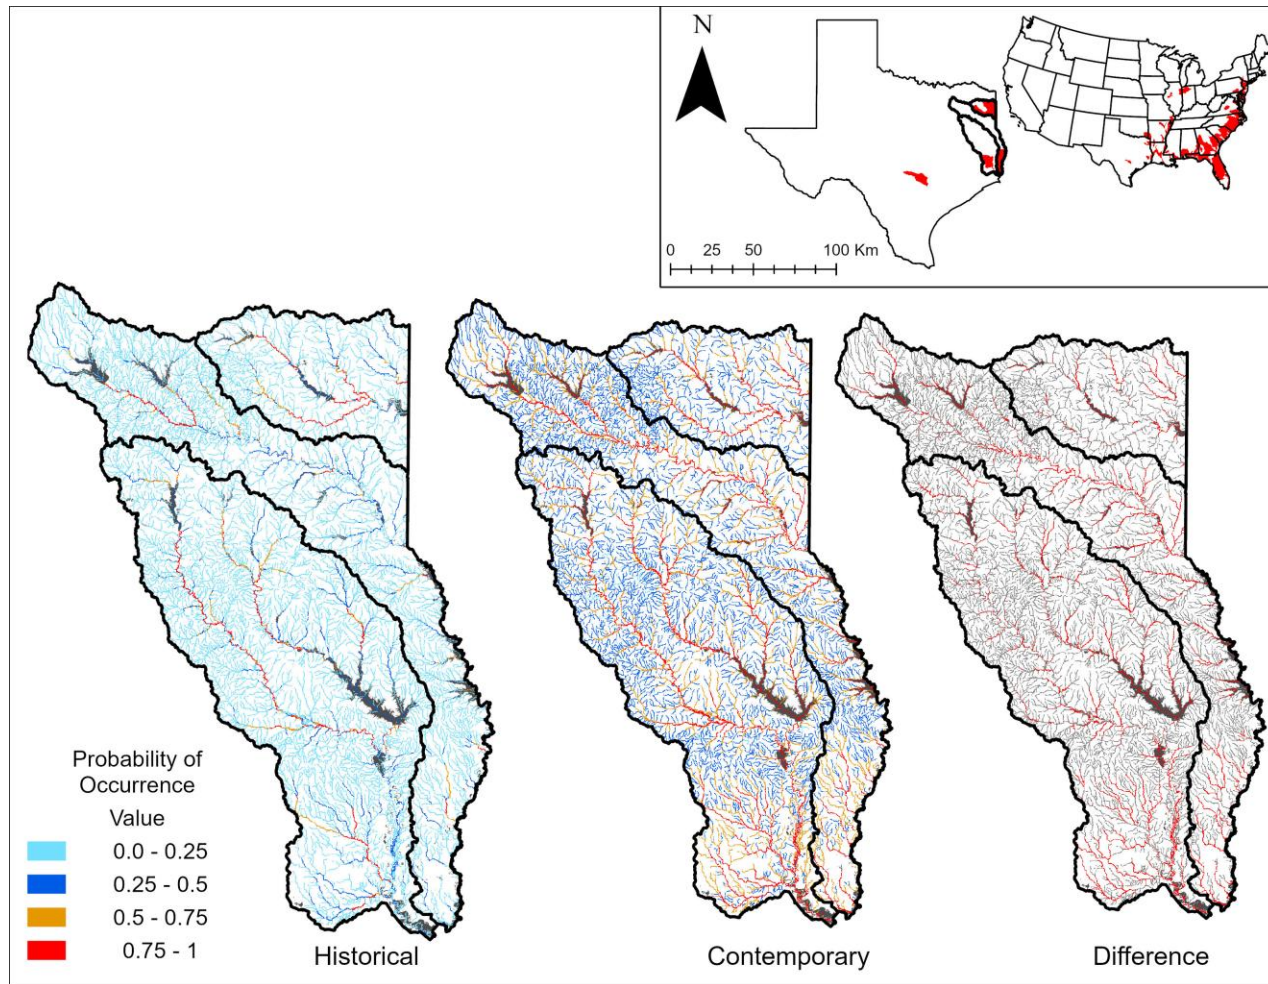 N
0 25 50 100 Km
Probability of
Occurrence
Value
0.0 - 0.25
0.25 - 0.5
0.5 - 0.75
0.75 - 1
Historical
Contemporary
Difference